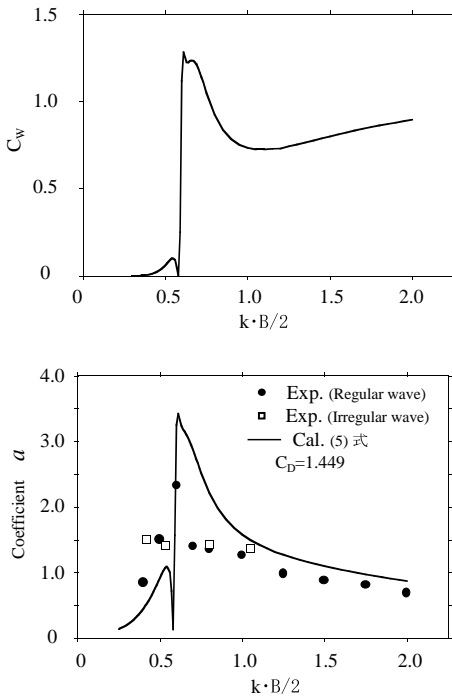 1.5
1.0
0.5
0
C_w
0 0.5 1.0 1.5 2.0
k·B/2
4.0
3.0
2.0
1.0
0
Coefficient a
Exp. (Regular wave)
Exp. (Irregular wave)
Cal. (5) 式
C_D=1.449
0 0.5 1.0 1.5 2.0
k·B/2